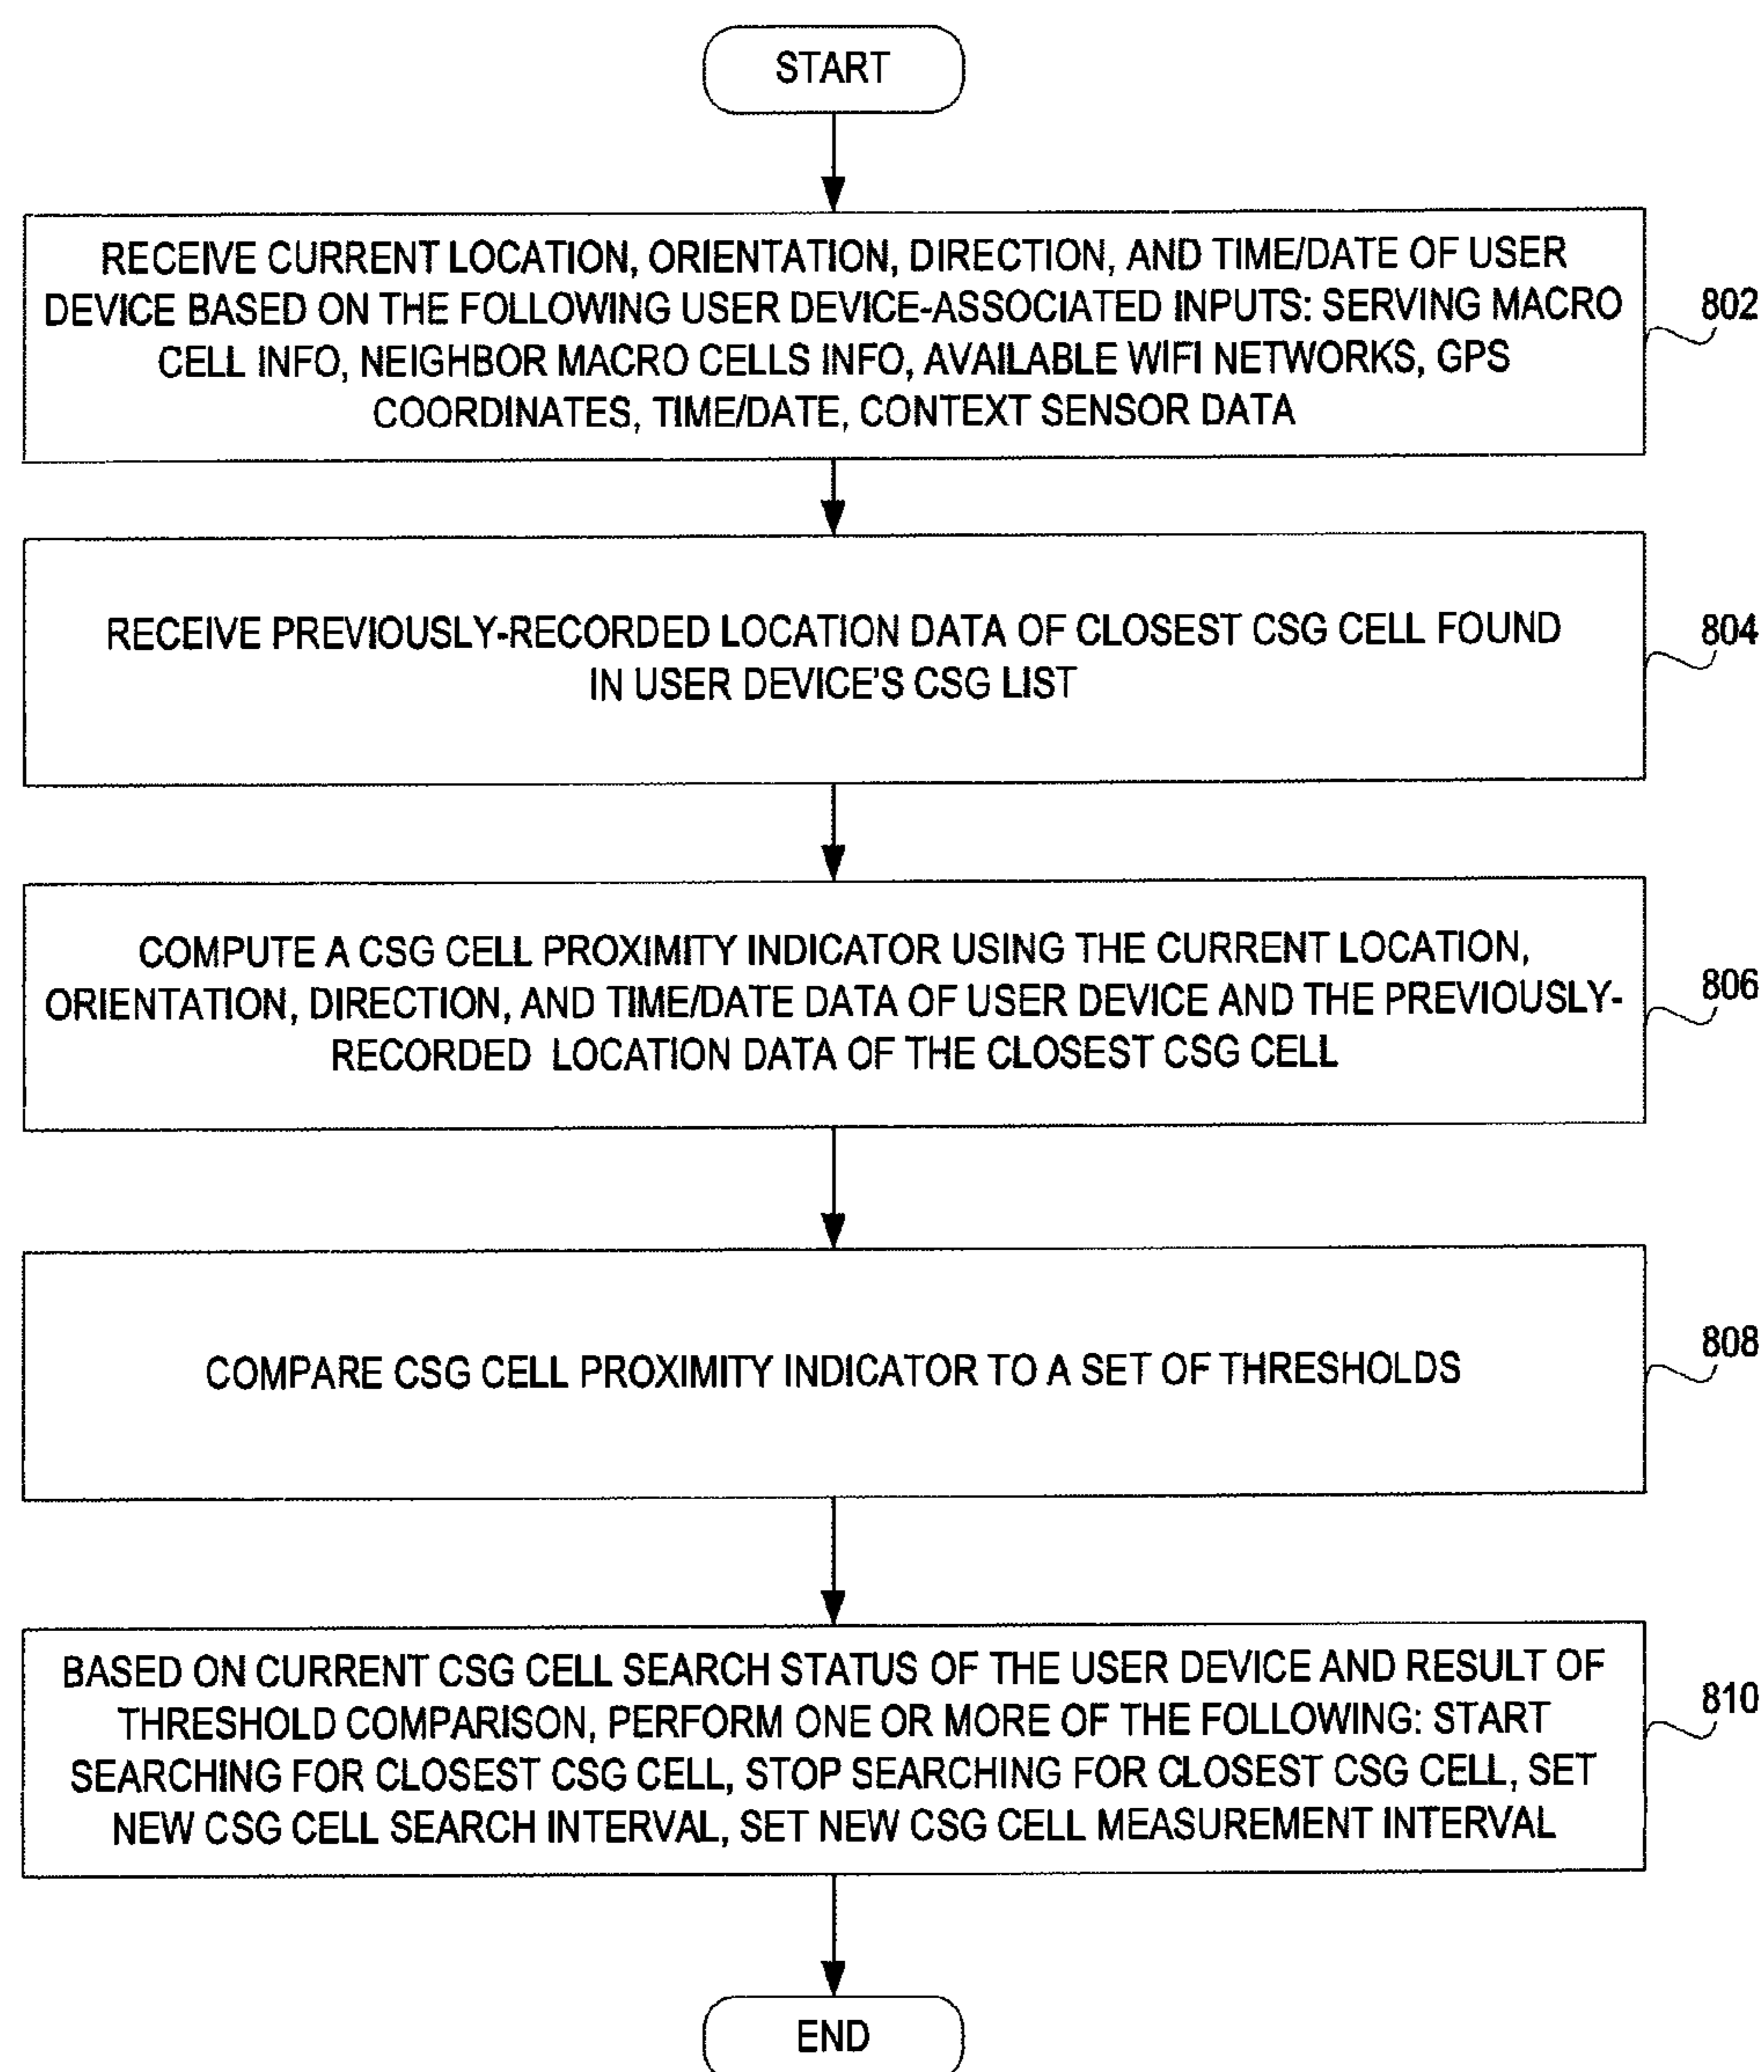 START
RECEIVE CURRENT LOCATION, ORIENTATION, DIRECTION, AND TIME/DATE OF USER
DEVICE BASED ON THE FOLLOWING USER DEVICE-ASSOCIATED INPUTS: SERVING MACRO
CELL INFO, NEIGHBOR MACRO CELLS INFO, AVAILABLE WIFI NETWORKS, GPS
COORDINATES, TIME/DATE, CONTEXT SENSOR DATA
802
RECEIVE PREVIOUSLY-RECORDED LOCATION DATA OF CLOSEST CSG CELL FOUND
IN USER DEVICE'S CSG LIST
804
COMPUTE A CSG CELL PROXIMITY INDICATOR USING THE CURRENT LOCATION,
ORIENTATION, DIRECTION, AND TIME/DATE DATA OF USER DEVICE AND THE PREVIOUSLY-
RECORDED LOCATION DATA OF THE CLOSEST CSG CELL
806
COMPARE CSG CELL PROXIMITY INDICATOR TO A SET OF THRESHOLDS
808
BASED ON CURRENT CSG CELL SEARCH STATUS OF THE USER DEVICE AND RESULT OF
THRESHOLD COMPARISON, PERFORM ONE OR MORE OF THE FOLLOWING: START
SEARCHING FOR CLOSEST CSG CELL, STOP SEARCHING FOR CLOSEST CSG CELL, SET
NEW CSG CELL SEARCH INTERVAL, SET NEW CSG CELL MEASUREMENT INTERVAL
810
END